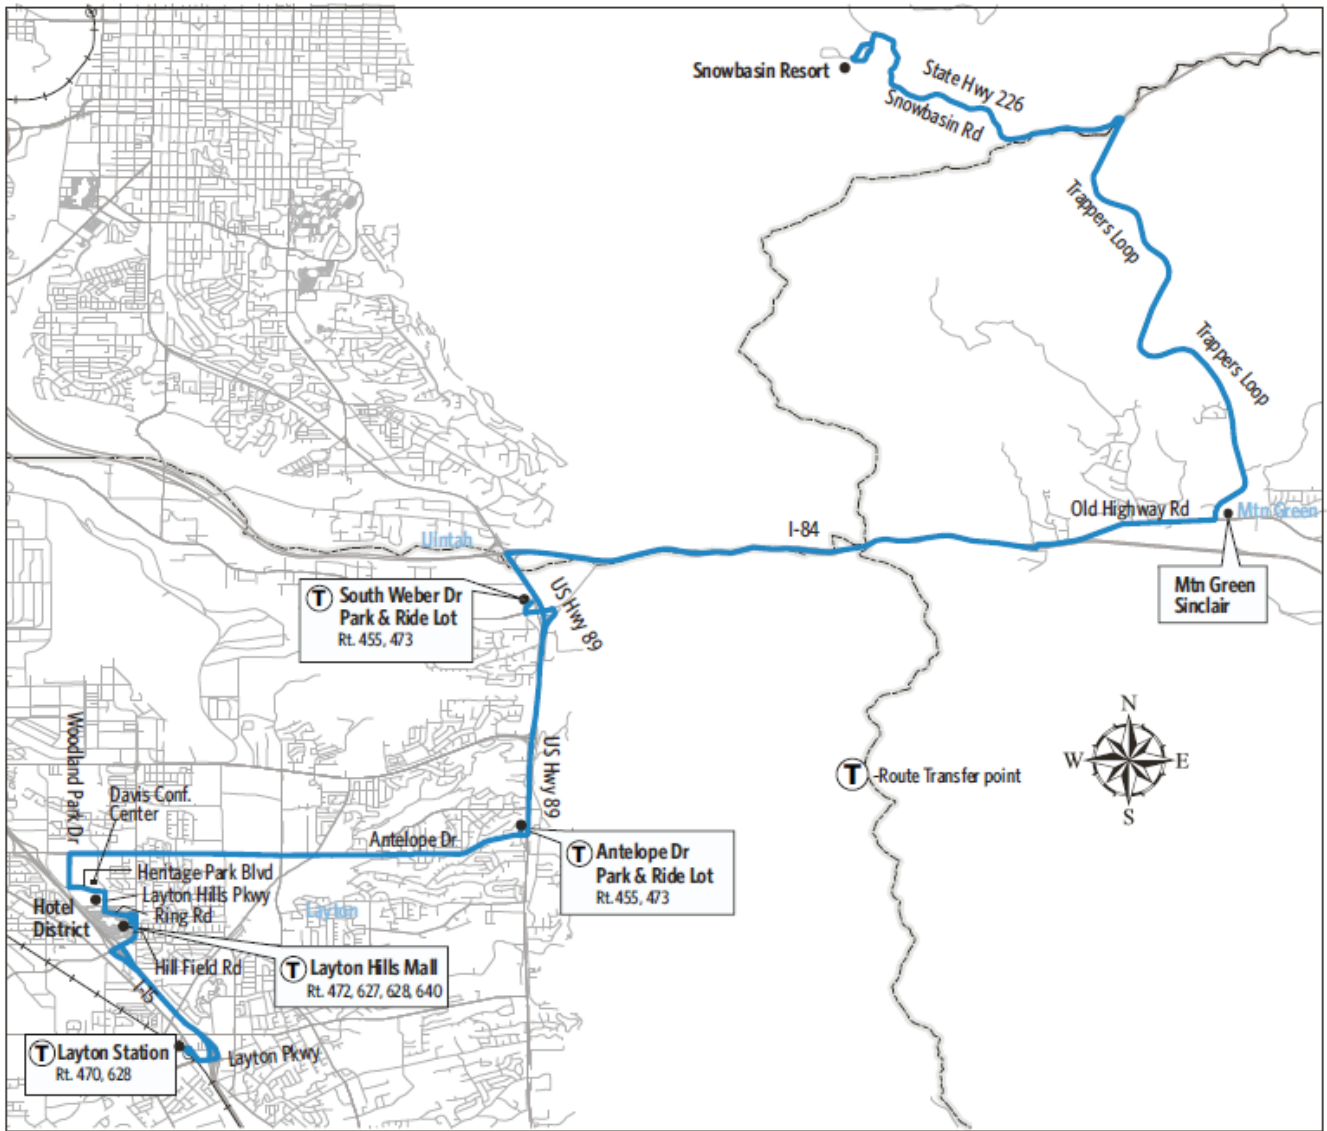 Snowbasin Resort
State Hwy 226
Snowbasin Rd
Trappers Loop
Trappers Loop
Old Highway Rd
Mtn Green
I-84
Uintah
Mtn Green
Sinclair
T South Weber Dr
Park & Ride Lot
Rt. 455, 473
US Hwy 89
N
W E
S
T -Route Transfer point
Woodland Park Dr
US Hwy 89
Davis Conf.
Center
Antelope Dr
T Antelope Dr
Park & Ride Lot
Rt. 455, 473
Heritage Park Blvd
Layton Hills Pkwy
Ring Rd
Hotel
District
Layton
Hill Field Rd
T Layton Hills Mall
Rt. 472, 627, 628, 640
I-15
T Layton Station
Rt. 470, 628
Layton Pkwy